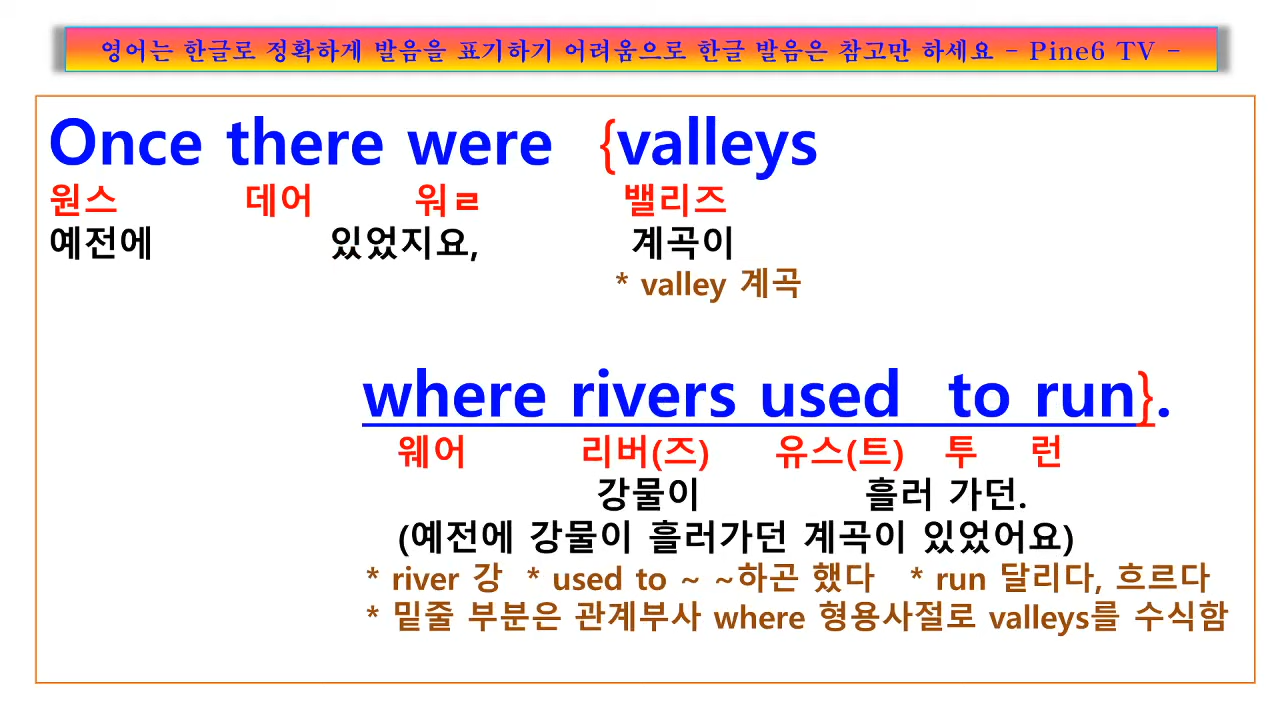 영어는 한글로 정확하게 발음을 표기하기 어려움으로 한글 발음은 참고만 하세요 - Pine6 TV -
Once there were {valleys
원스 데어 워ㄹ 밸리즈
예전에 있었지요, 계곡이
* valley 계곡
where rivers used to run}.
웨어 리버(즈) 유스(트) 투 런
강물이 흘러 가던.
(예전에 강물이 흘러가던 계곡이 있었어요)
* river 강 * used to ~ ~하곤 했다 * run 달리다, 흐르다
* 밑줄 부분은 관계부사 where 형용사절로 valleys를 수식함